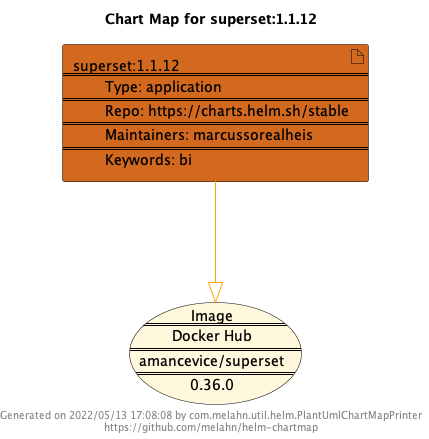 Chart Map for superset:1.1.12
superset:1.1.12
Type: application
Repo: https://charts.helm.sh/stable
Maintainers: marcussorealheis
Keywords: bi
Image
Docker Hub
amancevice/superset
0.36.0
Generated on 2022/05/13 17:08:08 by com.melahn.util.helm.PlantUmlChartMapPrinter
https://github.com/melahn/helm-chartmap